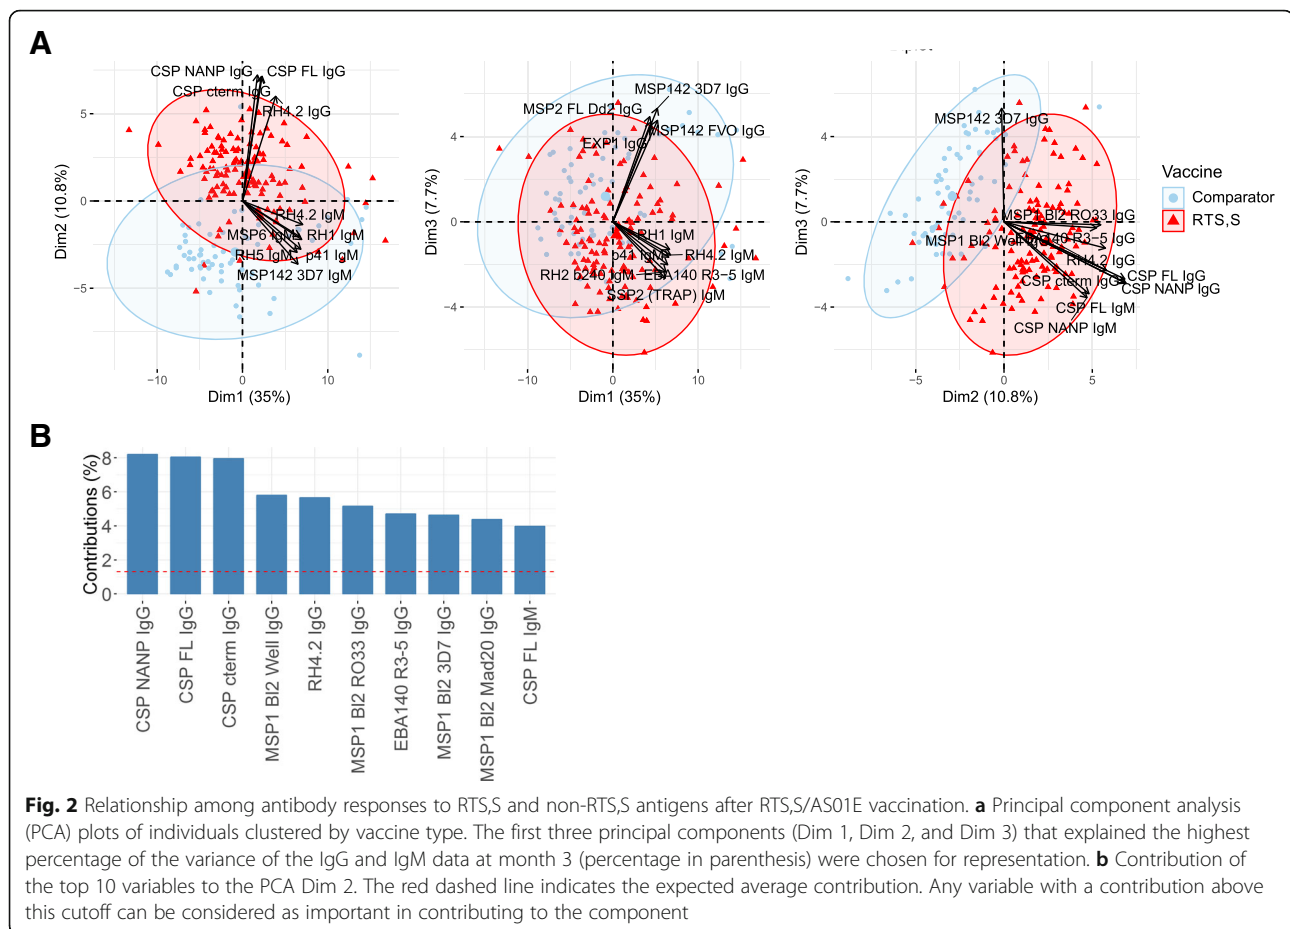 A
CSP NANP IgG
CSP FL IgG
CSP cterm IgG
RH4.2 IgG
RH4.2 IgM
MSP6 IgM
RH1 IgM
RH5 IgM
p41 IgM
MSP142 3D7 IgM
5
0
−5
−10
0
10
Dim2 (10.8%)
Dim1 (35%)
MSP142 3D7 IgG
MSP2 FL Dd2 IgG
MSP142 FVO IgG
EXP1 IgG
RH1 IgM
p41 IgM
RH4.2 IgM
RH2 b240 IgM
EBA140 R3−5 IgM
SSP2 (TRAP) IgM
4
0
−4
−10
0
10
Dim3 (7.7%)
Dim1 (35%)
MSP142 3D7 IgG
MSP1 Bl2 RO33 IgG
MSP1 Bl2 Well IgG
EBA140 R3−5 IgG
RH4.2 IgG
CSP cterm IgG
CSP FL IgG
CSP NANP IgG
CSP FL IgM
CSP NANP IgM
4
0
−4
−5
0
5
Dim3 (7.7%)
Dim2 (10.8%)
Vaccine
Comparator
RTS,S
B
Contributions (%)
8
6
4
2
0
CSP NANP IgG
CSP FL IgG
CSP cterm IgG
MSP1 Bl2 Well IgG
RH4.2 IgG
MSP1 Bl2 RO33 IgG
EBA140 R3-5 IgG
MSP1 Bl2 3D7 IgG
MSP1 Bl2 Mad20 IgG
CSP FL IgM
Fig. 2 Relationship among antibody responses to RTS,S and non-RTS,S antigens after RTS,S/AS01E vaccination. a Principal component analysis
(PCA) plots of individuals clustered by vaccine type. The first three principal components (Dim 1, Dim 2, and Dim 3) that explained the highest
percentage of the variance of the IgG and IgM data at month 3 (percentage in parenthesis) were chosen for representation. b Contribution of
the top 10 variables to the PCA Dim 2. The red dashed line indicates the expected average contribution. Any variable with a contribution above
this cutoff can be considered as important in contributing to the component